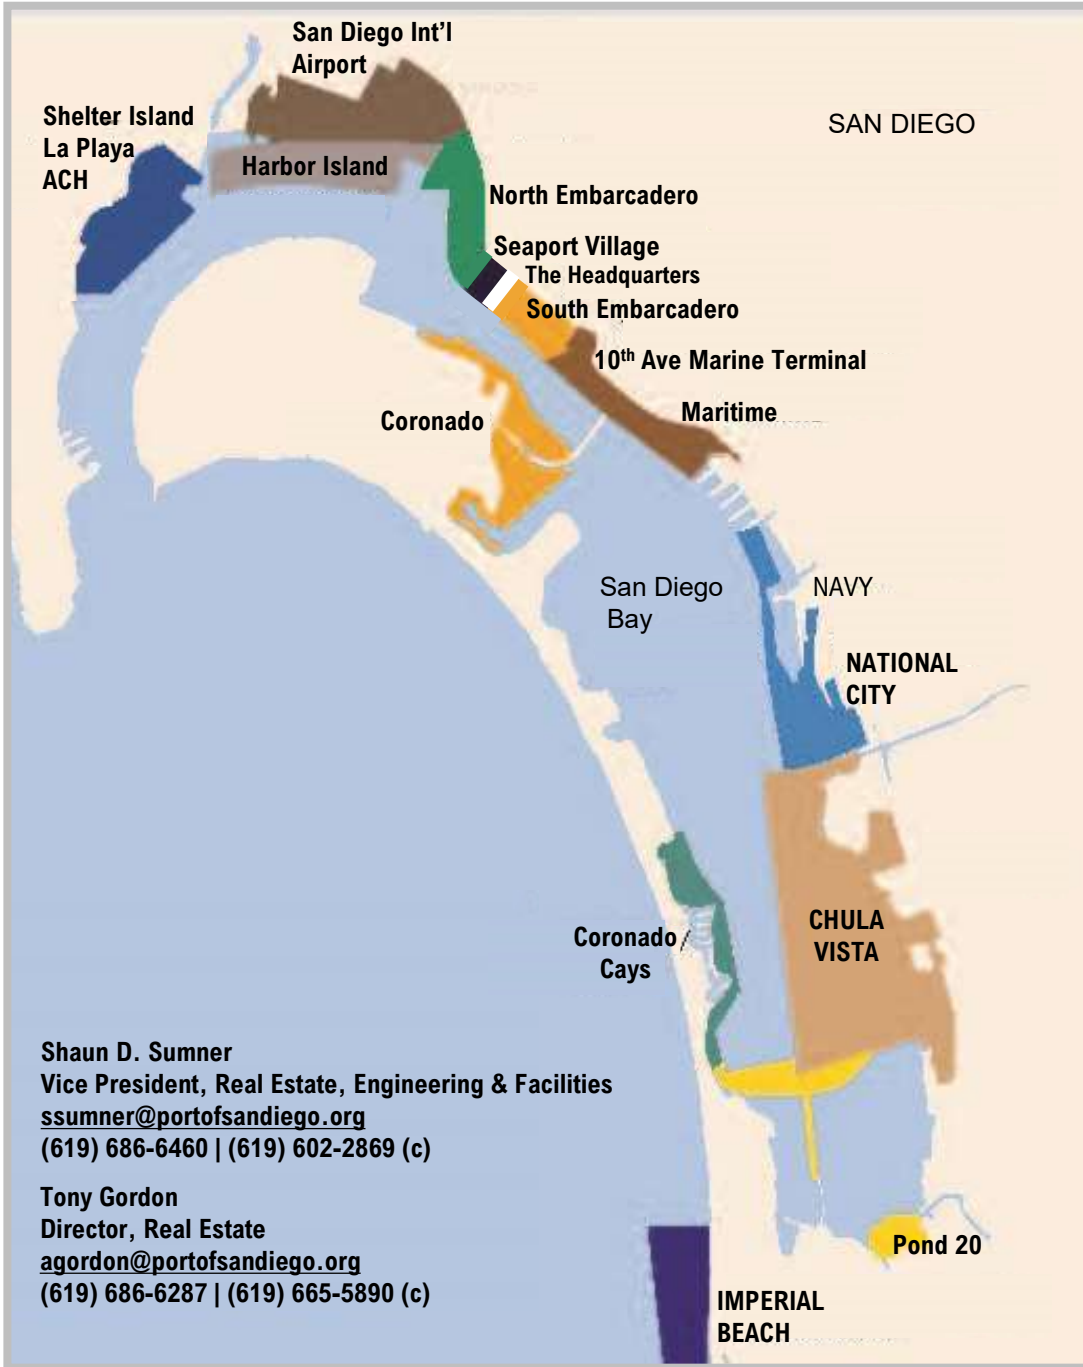 San Diego Int'l
Airport
Shelter Island
La Playa
ACH
SAN DIEGO
Harbor Island
North Embarcadero
Seaport Village
The Headquarters
South Embarcadero
10th Ave Marine Terminal
Maritime
Coronado
San Diego
Bay
NAVY
NATIONAL
CITY
CHULA
VISTA
Coronado
Cays
Shaun D. Sumner
Vice President, Real Estate, Engineering & Facilities
ssumner@portofsandiego.org
(619) 686-6460 | (619) 602-2869 (c)
Tony Gordon
Director, Real Estate
agordon@portofsandiego.org
(619) 686-6287 | (619) 665-5890 (c)
Pond 20
IMPERIAL
BEACH